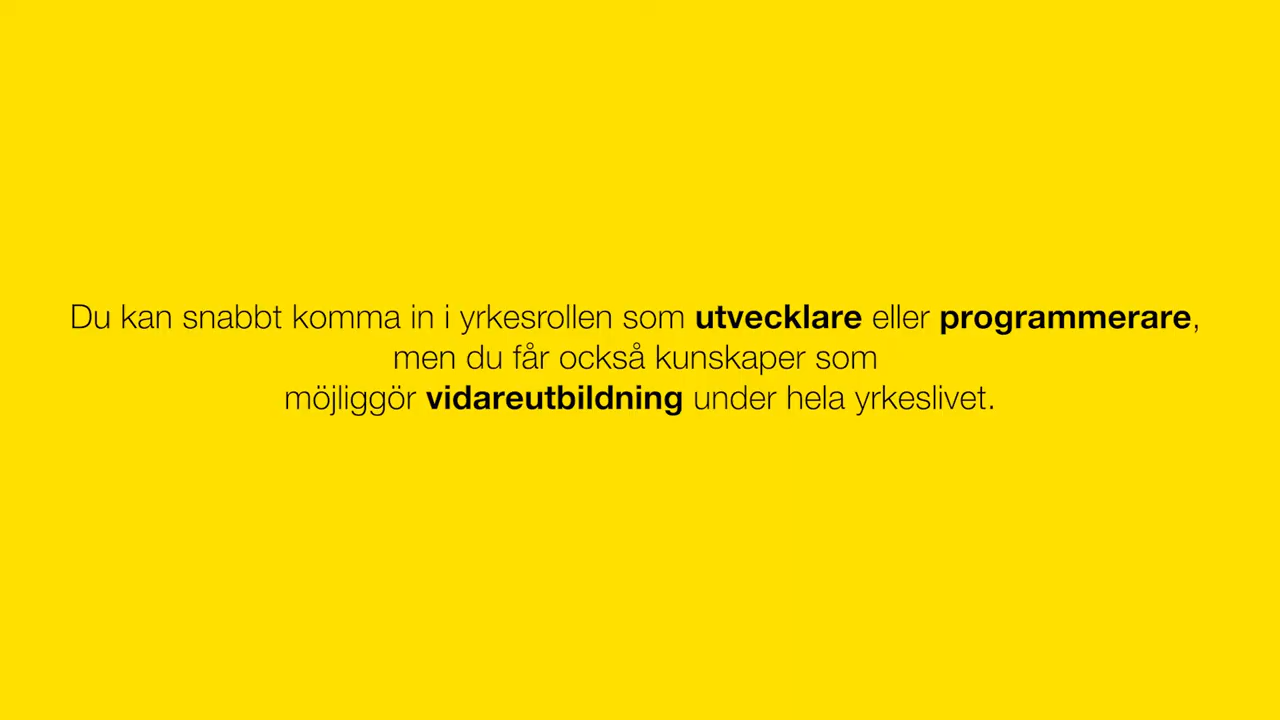 Du kan snabbt komma in i yrkesrollen som utvecklare eller programmerare,
men du får också kunskaper som
möjliggör vidareutbildning under hela yrkeslivet.